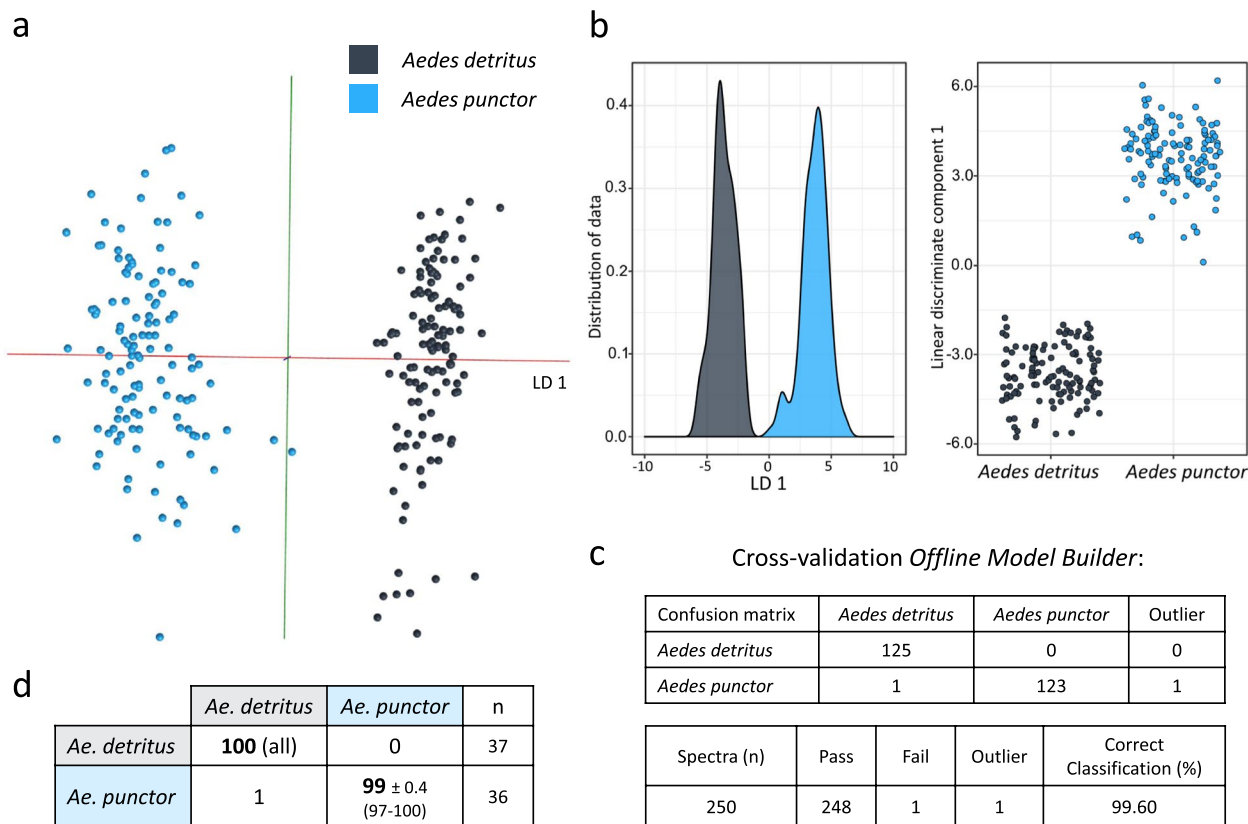 a
Aedes detritus
Aedes punctor
LD 1
b
Distribution of data
0.4
0.3
0.2
0.1
0.0
-10
-5
0
5
10
LD 1
Linear discriminate component 1
6.0
3.0
0.0
-3.0
-6.0
Aedes detritus
Aedes punctor
c
Cross-validation Offline Model Builder:
Confusion matrix Aedes detritus Aedes punctor Outlier
Aedes detritus 125 0 0
Aedes punctor 1 123 1
Spectra (n) Pass Fail Outlier Correct
Classification (%)
250 248 1 1 99.60
d
Ae. detritus Ae. punctor n
Ae. detritus 100 (all) 0 37
Ae. punctor 1 99 ± 0.4 36
(97-100)